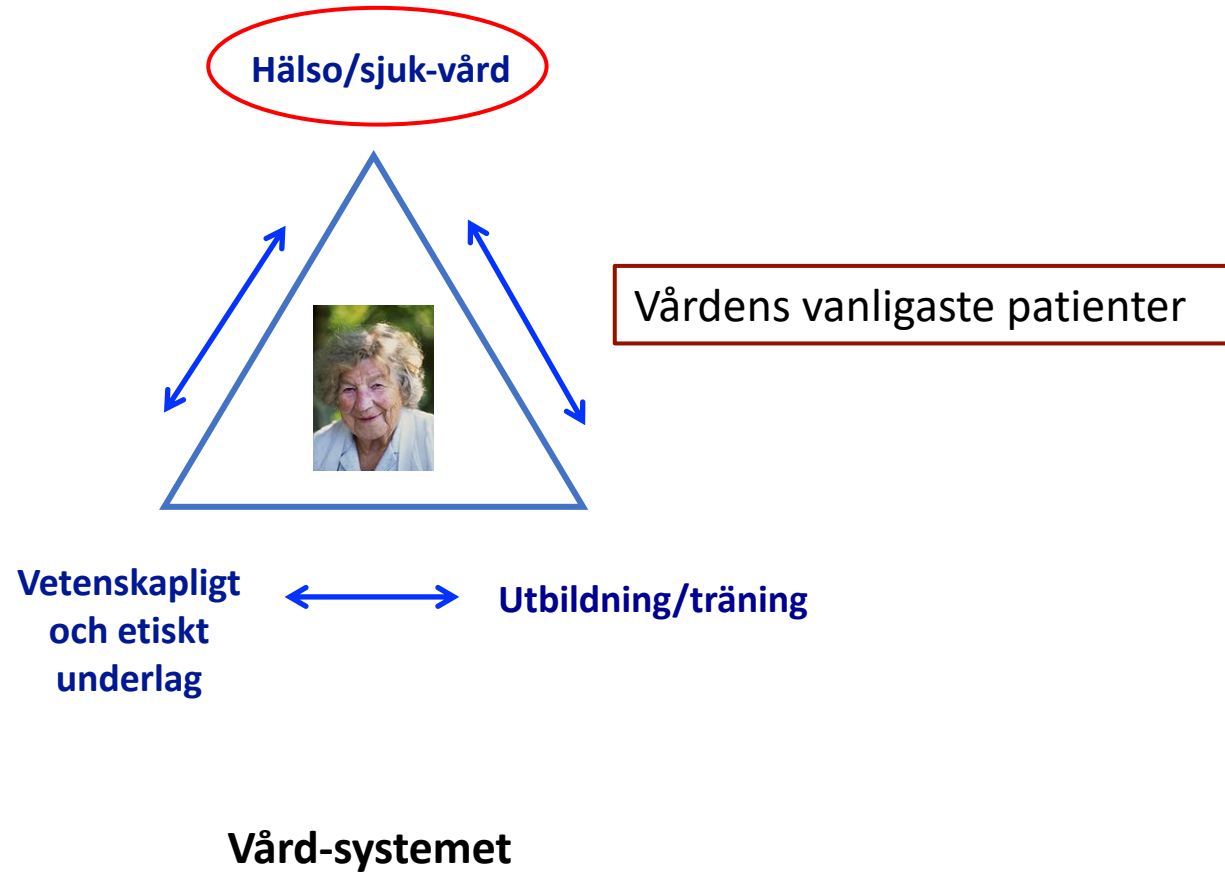 Hälso/sjuk-vård
Vårdens vanligaste patienter
Vetenskapligt
och etiskt
underlag
Utbildning/träning
Vård-systemet